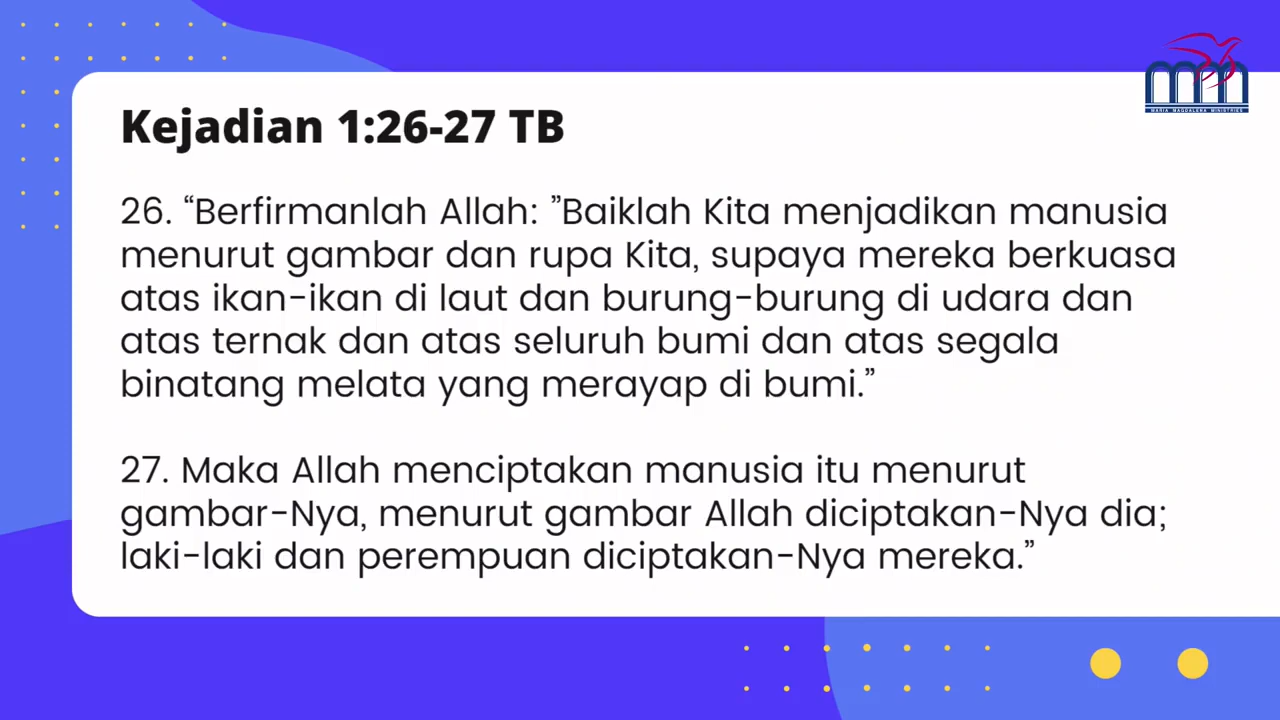 MARIA MAGDALENA MINISTRIES
Kejadian 1:26-27 TB
26. “Berfirmanlah Allah: ”Baiklah Kita menjadikan manusia
menurut gambar dan rupa Kita, supaya mereka berkuasa
atas ikan-ikan di laut dan burung-burung di udara dan
atas ternak dan atas seluruh bumi dan atas segala
binatang melata yang merayap di bumi.”
27. Maka Allah menciptakan manusia itu menurut
gambar-Nya, menurut gambar Allah diciptakan-Nya dia;
laki-laki dan perempuan diciptakan-Nya mereka.”